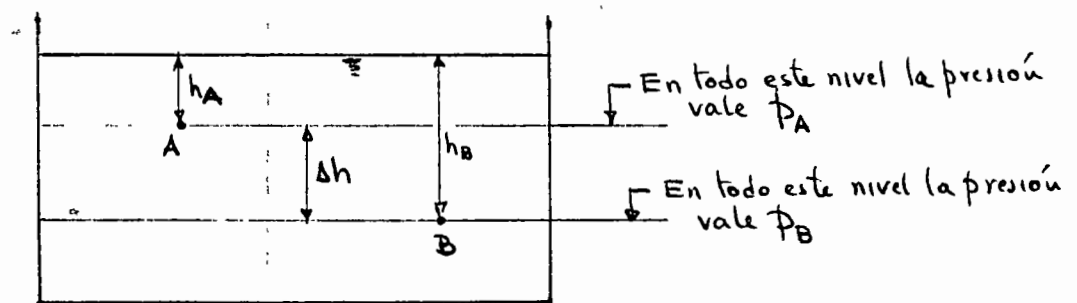 hA
A
Δh
hB
B
En todo este nivel la presión
vale pA
En todo este nivel la presión
vale pB